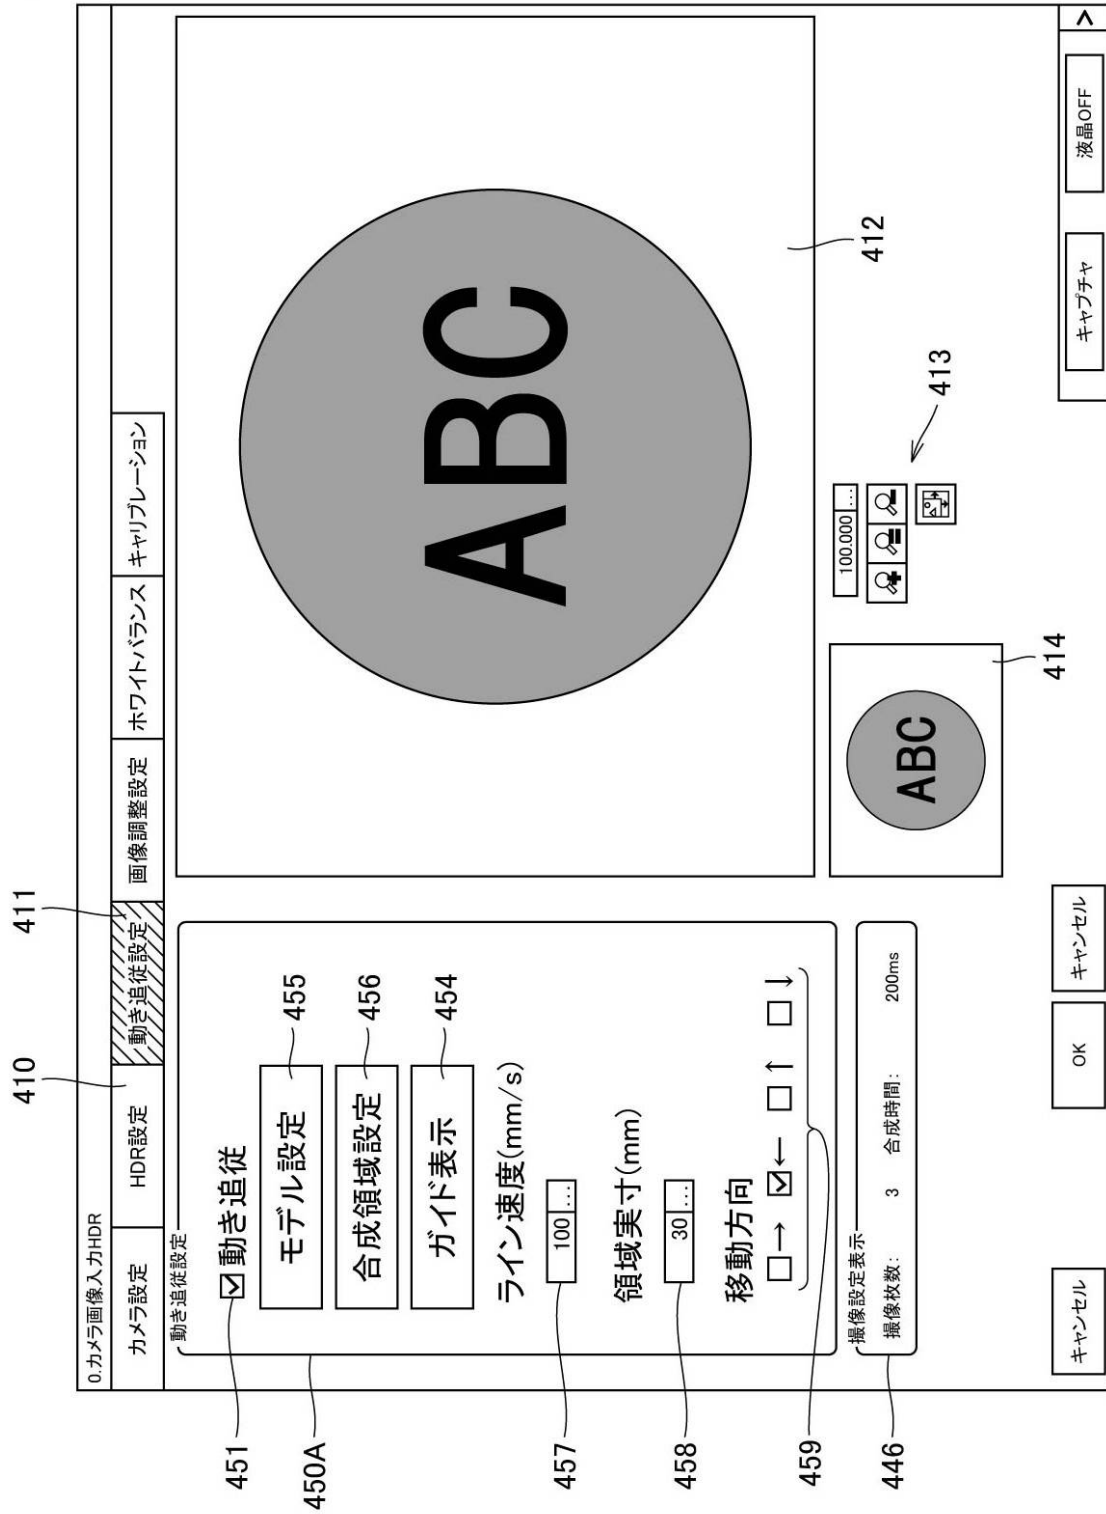 410
411
0.カメラ画像入力HDR
カメラ設定
HDR設定
動き追従設定
画像調整設定
ホワイトバランス
キャリブレーション
動き追従設定
451
動き追従
450A
モデル設定
455
合成領域設定
456
ガイド表示
454
ライン速度(mm/s)
457
100 ...
領域実寸(mm)
458
30 ...
移動方向
→ ← ↑ ↓
459
撮像設定表示
446
撮像枚数: 3 合成時間: 200ms
ABC
412
ABC
414
100.000 ...
413
キャンセル
OK
キャンセル
キャプチャ
液晶OFF
>